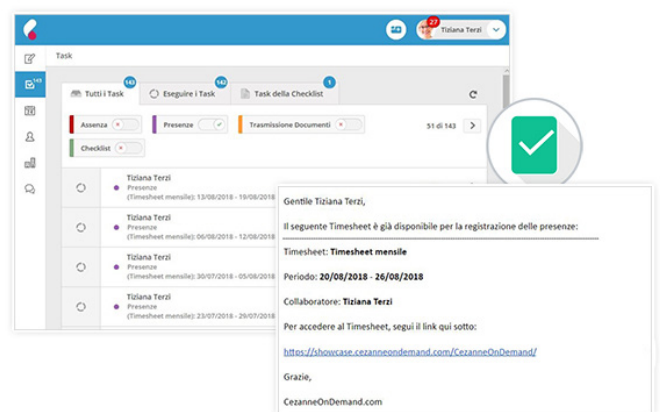 27
Tiziana Terzi
Task
143
143
142
1
Tutti i Task
Eseguire i Task
Task della Checklist
Assenza
Presenze
Trasmissione Documenti
51 di 143
Checklist
Tiziana Terzi
Presenze
(Timesheet mensile): 13/08/2018 - 19/08/2018
Tiziana Terzi
Presenze
(Timesheet mensile): 06/08/2018 - 12/08/2018
Tiziana Terzi
Presenze
(Timesheet mensile): 30/07/2018 - 05/08/2018
Tiziana Terzi
Presenze
(Timesheet mensile): 23/07/2018 - 29/07/2018
Gentile Tiziana Terzi,
Il seguente Timesheet è già disponibile per la registrazione delle presenze:
Timesheet: Timesheet mensile
Periodo: 20/08/2018 - 26/08/2018
Collaboratore: Tiziana Terzi
Per accedere al Timesheet, segui il link qui sotto:
https://showcase.cezanneondemand.com/CezanneOnDemand/
Grazie,
CezanneOnDemand.com